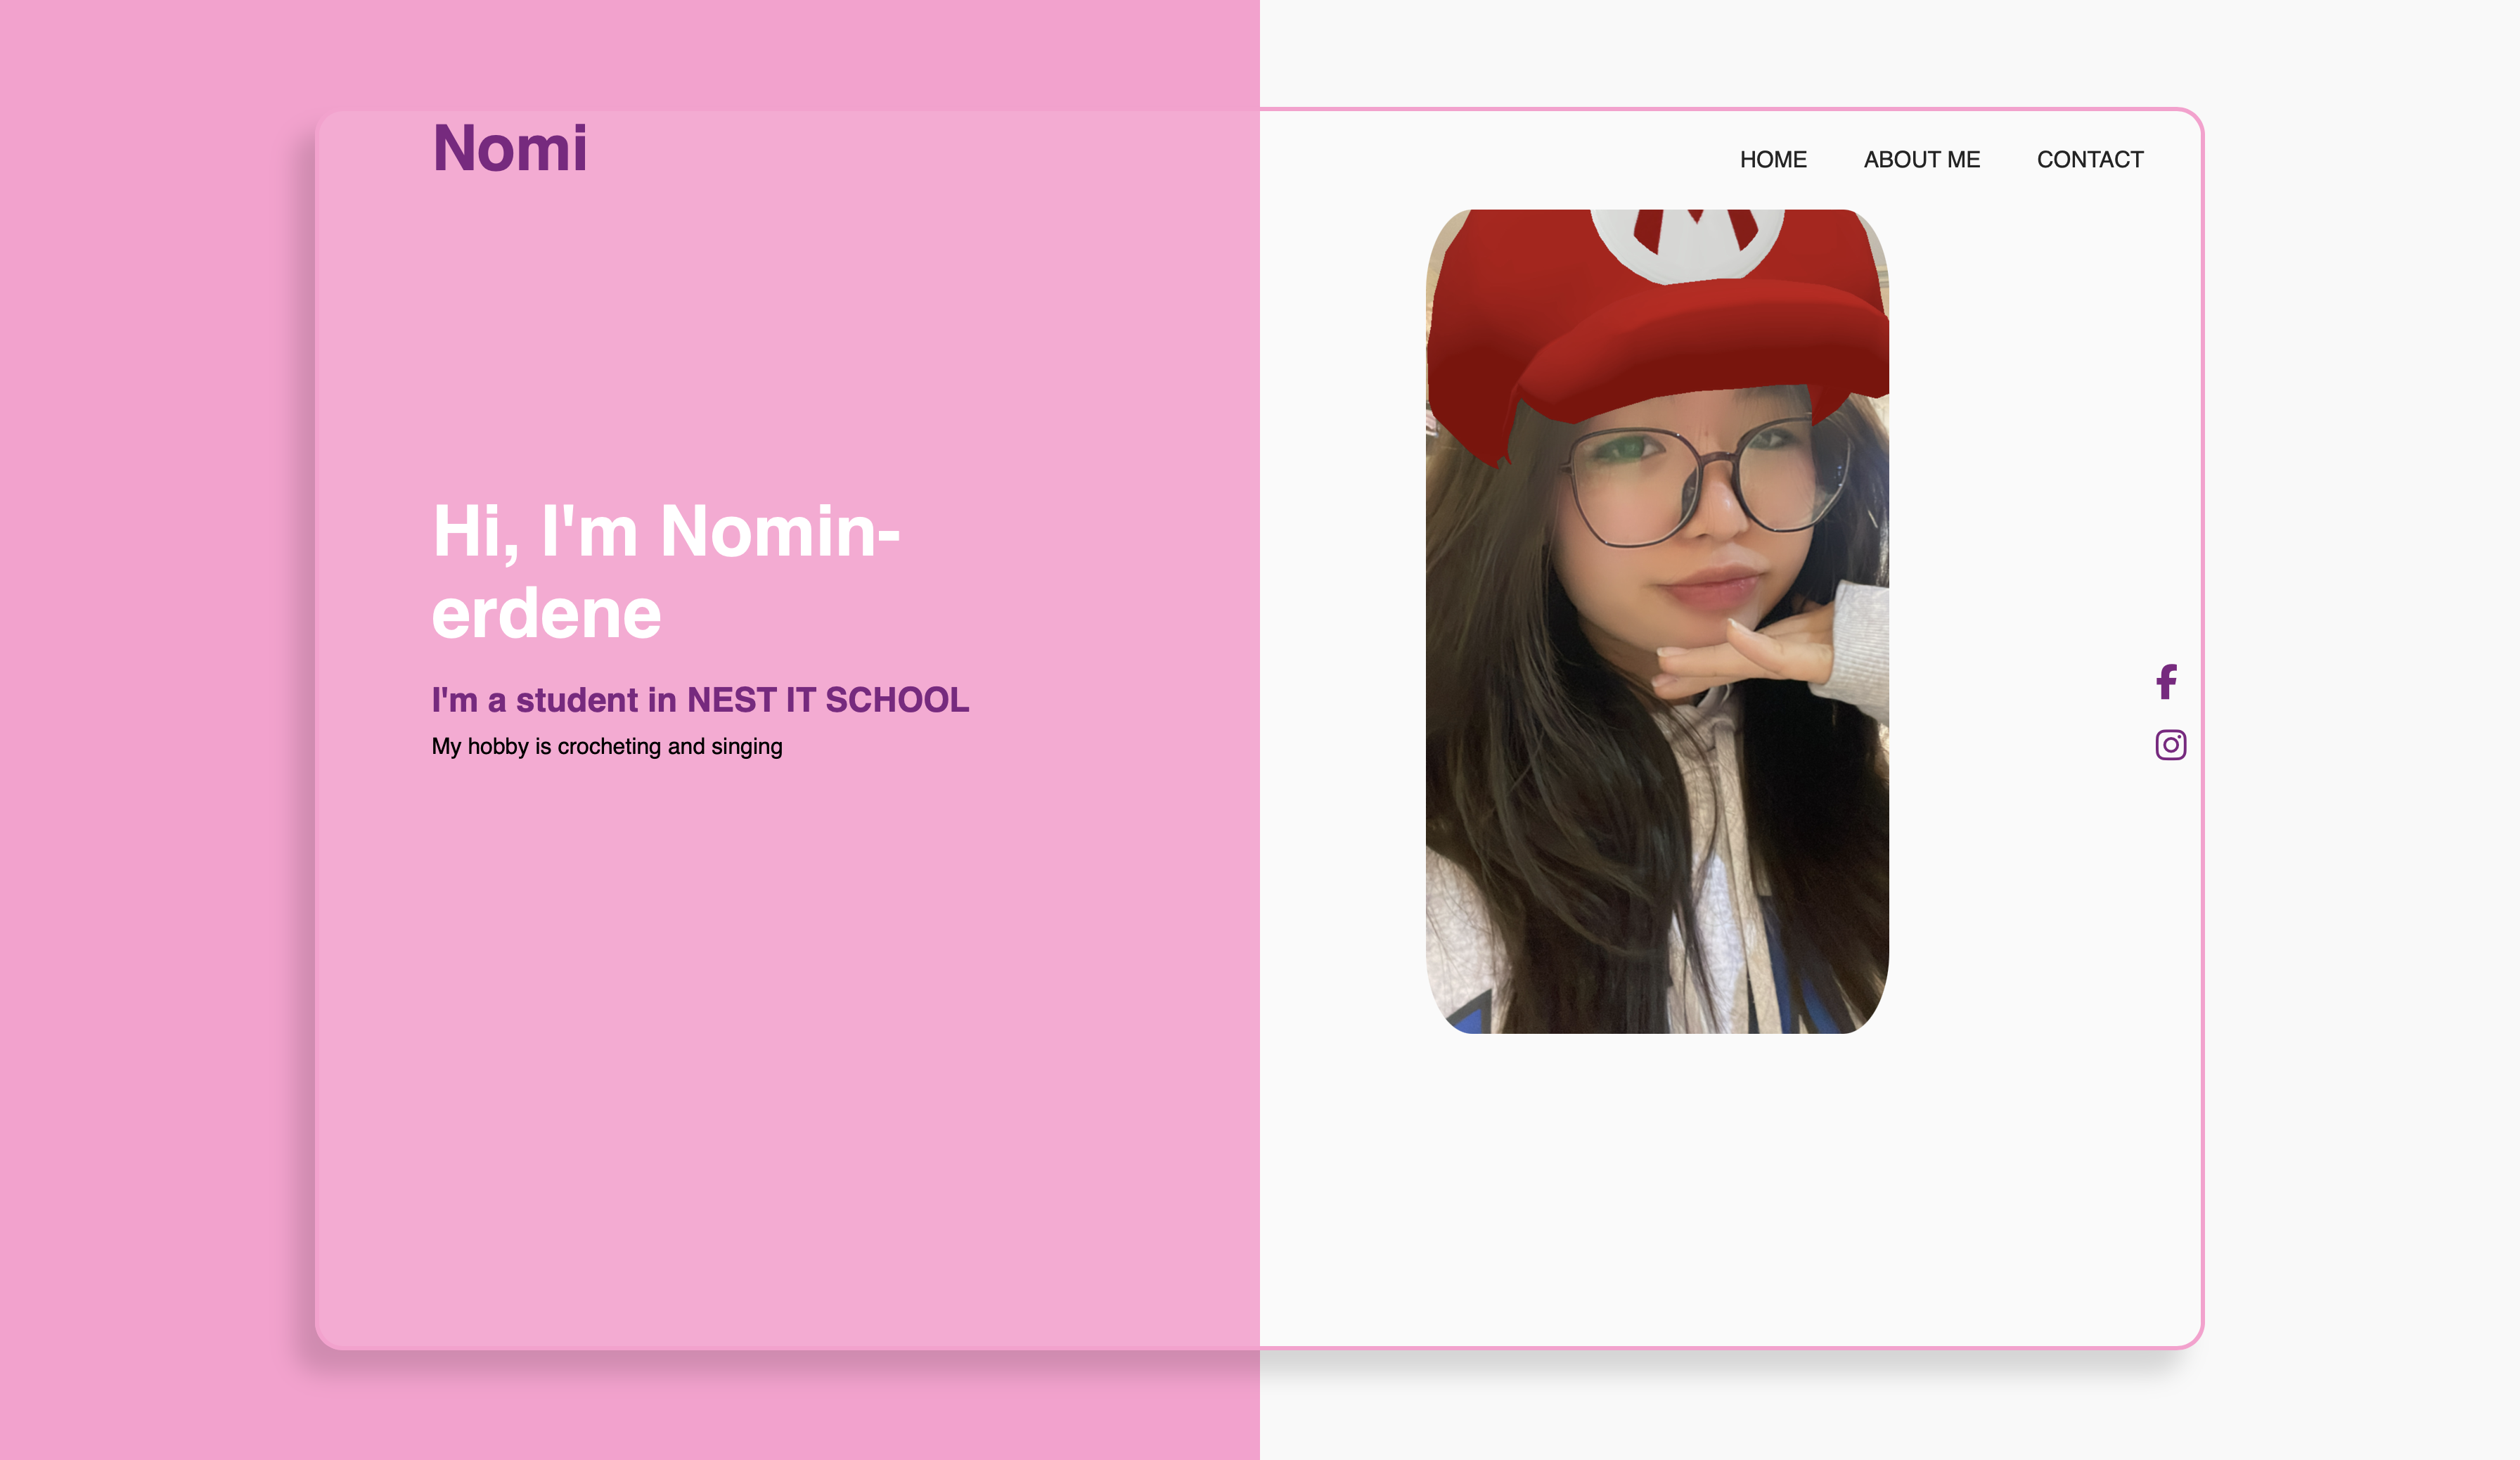 Nomi
HOME ABOUT ME CONTACT
Hi, I'm Nomin-
erdene
I'm a student in NEST IT SCHOOL
My hobby is crocheting and singing